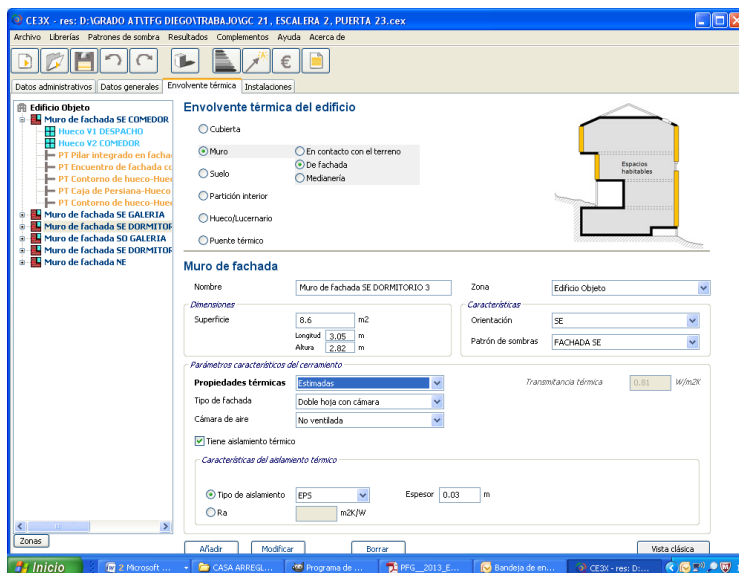 CE3X - res: D:\GRADO AT\TFG DIEGO\TRABAJO\GC 21, ESCALERA 2, PUERTA 23.cex
Archivo Librerías Patrones de sombra Resultados Complementos Ayuda Acerca de
Datos administrativos Datos generales Envolvente térmica Instalaciones
Edificio Objeto
Muro de fachada SE COMEDOR
Hueco V1 DESPACHO
Hueco V2 COMEDOR
PT Pilar integrado en facha
PT Encuentro de fachada co
PT Contorno de hueco-Hue
PT Caja de Persiana-Hueco
PT Contorno de hueco-Hue
Muro de fachada SE GALERIA
Muro de fachada SE DORMITOR
Muro de fachada SO GALERIA
Muro de fachada SE DORMITOR
Muro de fachada NE
Zonas
Envolvente térmica del edificio
Cubierta
Muro
En contacto con el terreno
De fachada
Medianería
Suelo
Partición interior
Hueco/Lucernario
Puente térmico
Espacios
habitables
Muro de fachada
Nombre Muro de fachada SE DORMITORIO 3 Zona Edificio Objeto
Dimensiones
Superficie 8.6 m2
Longitud 3.05 m
Altura 2.82 m
Características
Orientación SE
Patrón de sombras FACHADA SE
Parámetros característicos del cerramiento
Propiedades térmicas Estimadas Transmitancia térmica 0.81 W/m2K
Tipo de fachada Doble hoja con cámara
Cámara de aire No ventilada
Tiene aislamiento térmico
Características del aislamiento térmico
Tipo de aislamiento EPS Espesor 0.03 m
Ra m2K/W
Añadir Modificar Borrar Vista clásica
Inicio 2 Microsoft ... CASA ARREGL... Programa de ... PFG__2013_E... Bandeja de en... CE3X - res: D:...